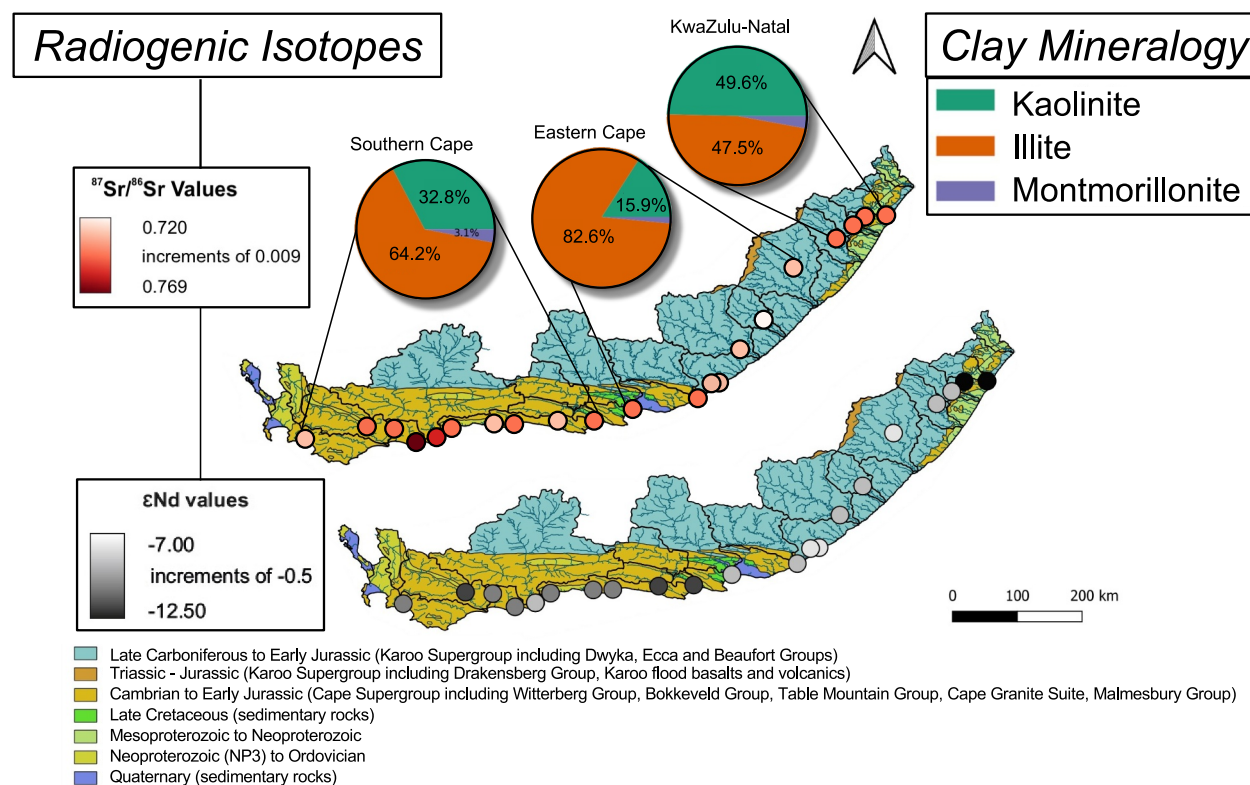 Radiogenic Isotopes
KwaZulu-Natal
Clay Mineralogy
Kaolinite
Illite
Montmorillonite
49.6%
47.5%
Southern Cape
Eastern Cape
32.8%
3.1%
64.2%
15.9%
82.6%
⁸⁷Sr/⁸⁶Sr Values
0.720
increments of 0.009
0.769
εNd values
-7.00
increments of -0.5
-12.50
0 100 200 km
Late Carboniferous to Early Jurassic (Karoo Supergroup including Dwyka, Ecca and Beaufort Groups)
Triassic - Jurassic (Karoo Supergroup including Drakensberg Group, Karoo flood basalts and volcanics)
Cambrian to Early Jurassic (Cape Supergroup including Witterberg Group, Bokkeveld Group, Table Mountain Group, Cape Granite Suite, Malmesbury Group)
Late Cretaceous (sedimentary rocks)
Mesoproterozoic to Neoproterozoic
Neoproterozoic (NP3) to Ordovician
Quaternary (sedimentary rocks)